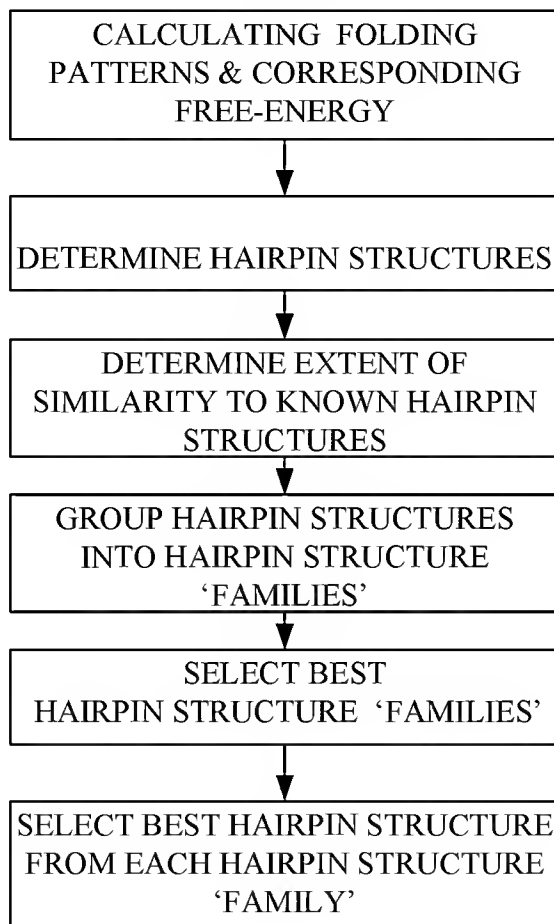 CALCULATING FOLDING
PATTERNS & CORRESPONDING
FREE-ENERGY
DETERMINE HAIRPIN STRUCTURES
DETERMINE EXTENT OF
SIMILARITY TO KNOWN HAIRPIN
STRUCTURES
GROUP HAIRPIN STRUCTURES
INTO HAIRPIN STRUCTURE
‘FAMILIES’
SELECT BEST
HAIRPIN STRUCTURE ‘FAMILIES’
SELECT BEST HAIRPIN STRUCTURE
FROM EACH HAIRPIN STRUCTURE
‘FAMILY’